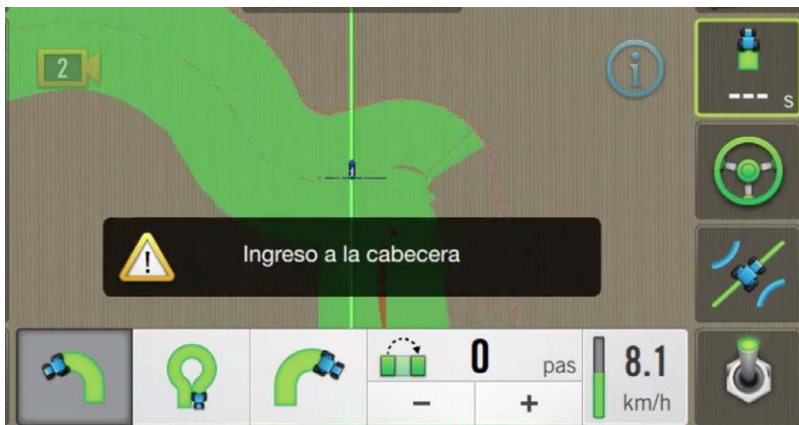 2
--- s
Ingreso a la cabecera
0 pas
8.1
km/h
− +